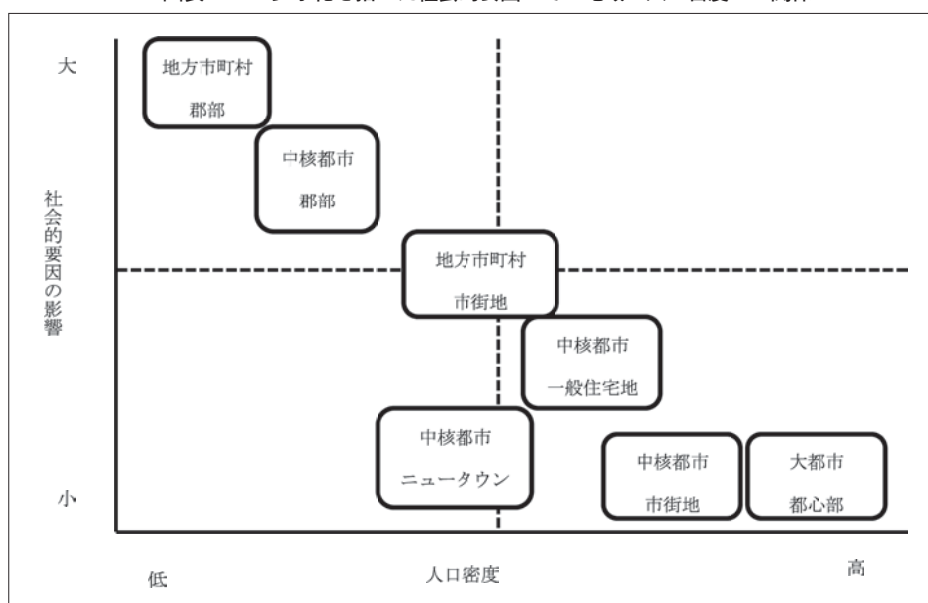 大
地方市町村
郡部
中核都市
郡部
社会的要因の影響
地方市町村
市街地
中核都市
一般住宅地
中核都市
ニュータウン
中核都市
市街地
大都市
都心部
小
低
人口密度
高